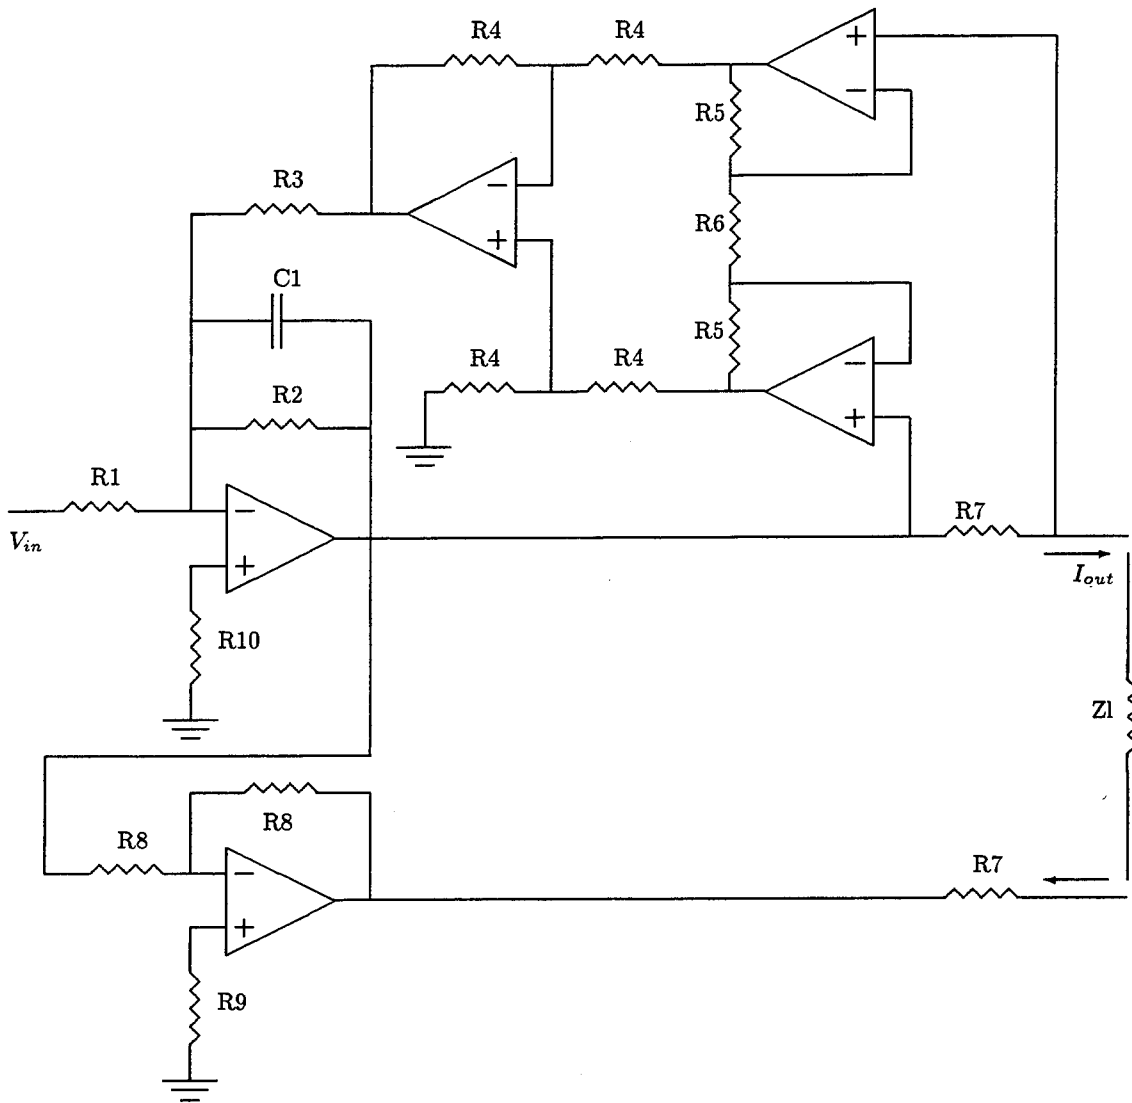 R4
R4
+
−
R5
R3
−
+
R6
C1
R5
R4
R4
−
+
R2
R1
V_in
−
+
R7
I_out
R10
Zl
R8
R8
−
+
R7
R9